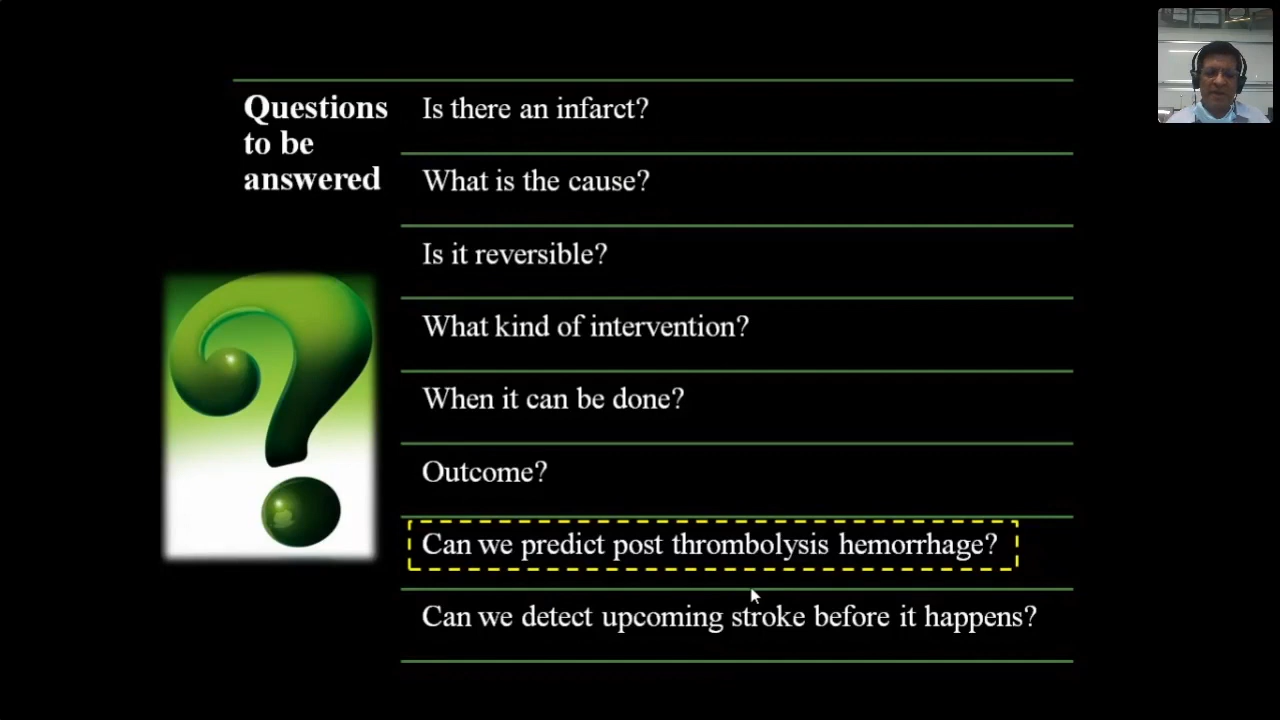 Questions
to be
answered
Is there an infarct?
What is the cause?
Is it reversible?
What kind of intervention?
When it can be done?
Outcome?
Can we predict post thrombolysis hemorrhage?
Can we detect upcoming stroke before it happens?